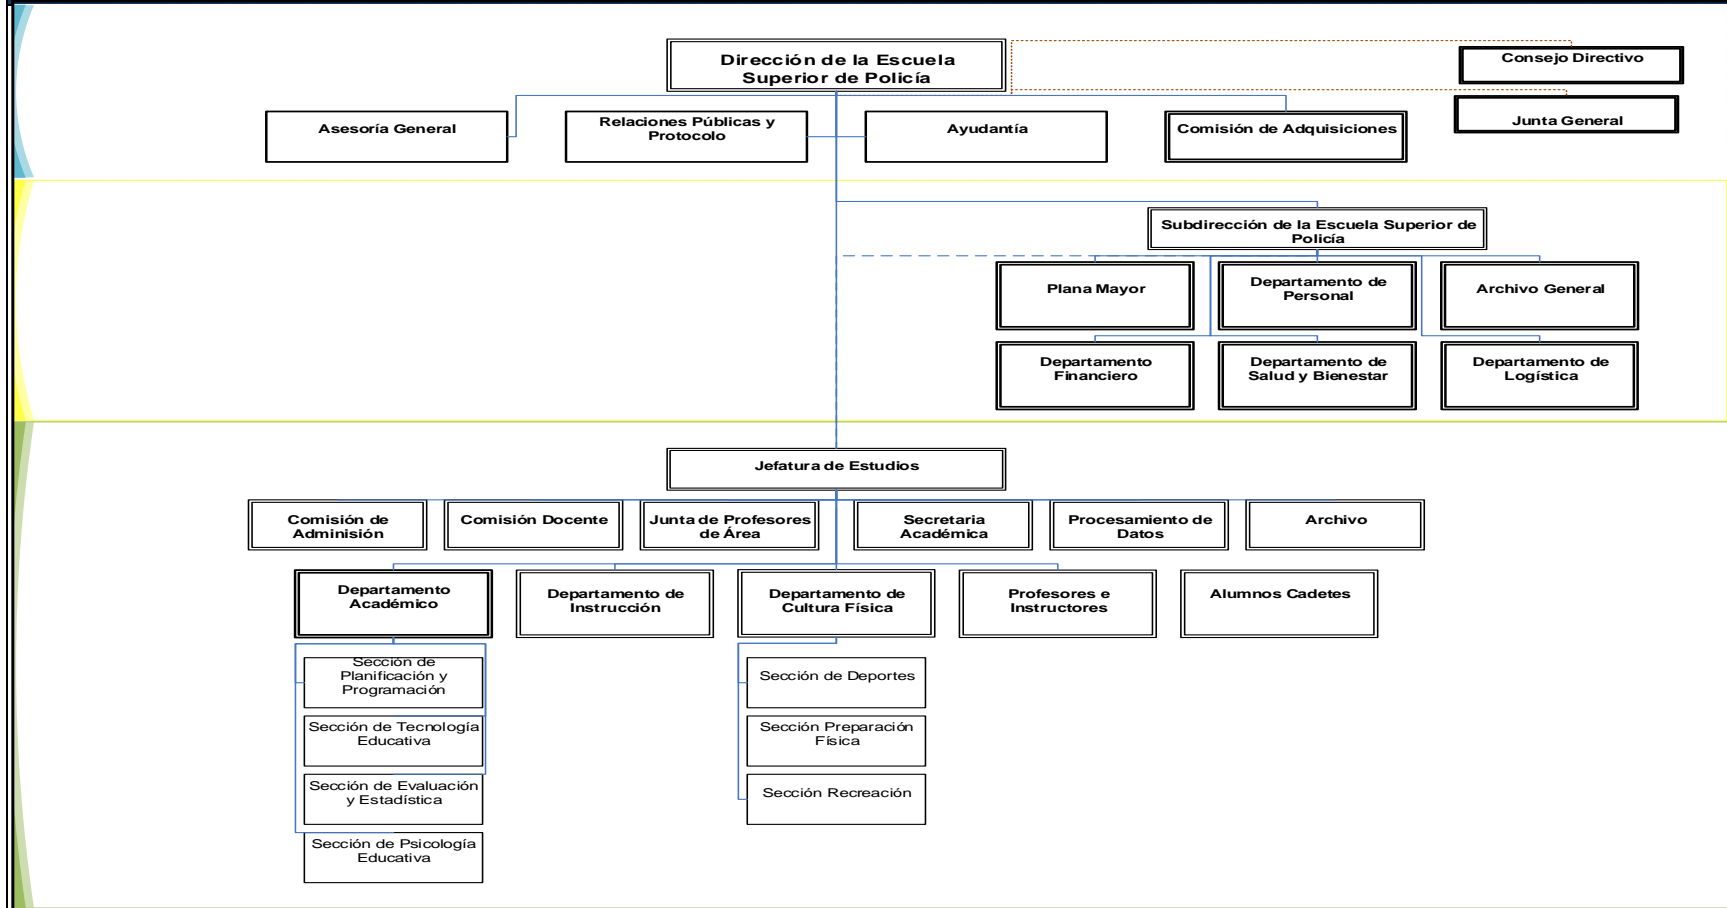 Dirección de la Escuela
Superior de Policía
Consejo Directivo
Junta General
Asesoría General
Relaciones Públicas y
Protocolo
Ayudantía
Comisión de Adquisiciones
Subdirección de la Escuela Superior de
Policía
Plana Mayor
Departamento de
Personal
Archivo General
Departamento
Financiero
Departamento de
Salud y Bienestar
Departamento de
Logística
Jefatura de Estudios
Comisión de
Adminisión
Comisión Docente
Junta de Profesores
de Área
Secretaria
Académica
Procesamiento de
Datos
Archivo
Departamento
Académico
Departamento de
Instrucción
Departamento de
Cultura Física
Profesores e
Instructores
Alumnos Cadetes
Sección de
Planificación y
Programación
Sección de Tecnología
Educativa
Sección de Evaluación
y Estadística
Sección de Psicología
Educativa
Sección de Deportes
Sección Preparación
Física
Sección Recreación